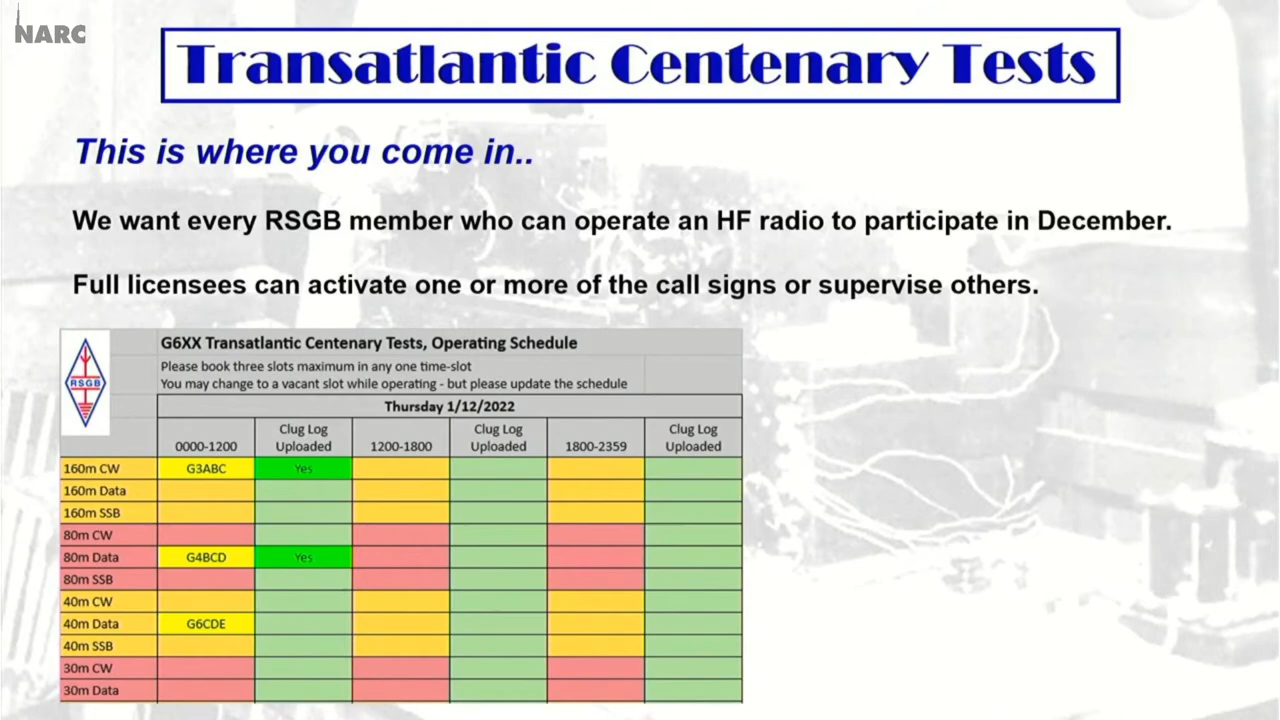 NARC
Transatlantic Centenary Tests
This is where you come in..
We want every RSGB member who can operate an HF radio to participate in December.
Full licensees can activate one or more of the call signs or supervise others.
RSGB
G6XX Transatlantic Centenary Tests, Operating Schedule
Please book three slots maximum in any one time-slot
You may change to a vacant slot while operating - but please update the schedule
Thursday 1/12/2022
0000-1200 Clug Log Uploaded 1200-1800 Clug Log Uploaded 1800-2359 Clug Log Uploaded
160m CW G3ABC Yes
160m Data
160m SSB
80m CW
80m Data G4BCD Yes
80m SSB
40m CW
40m Data G6CDE
40m SSB
30m CW
30m Data